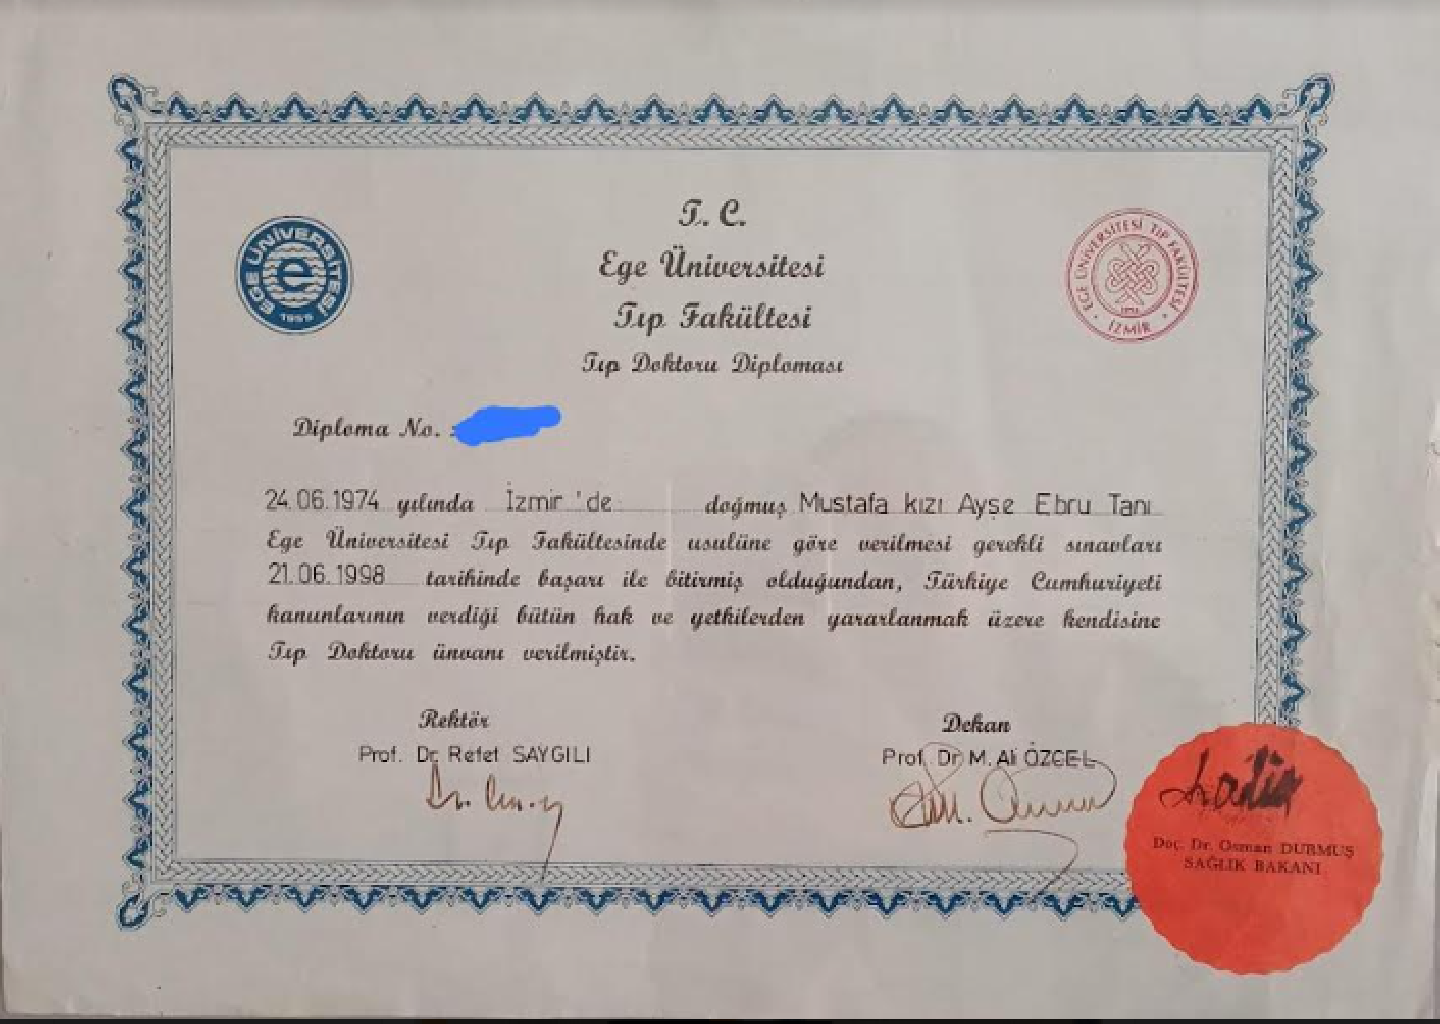 T. C.
Ege Üniversitesi
Tıp Fakültesi
Tıp Doktoru Diploması
EGE ÜNİVERSİTESİ
e
1955
EGE ÜNİVERSİTESİ TIP FAKÜLTESİ
İZMİR
Diploma No.
24.06.1974 yılında İzmir 'de doğmuş Mustafa kızı Ayşe Ebru Tanı
Ege Üniversitesi Tıp Fakültesinde usulüne göre verilmesi gerekli sınavları
21.06.1998 tarihinde başarı ile bitirmiş olduğundan, Türkiye Cumhuriyeti
kanunlarının verdiği bütün hak ve yetkilerden yararlanmak üzere kendisine
Tıp Doktoru ünvanı verilmiştir.
Rektör
Prof. Dr. Refet SAYGILI
Dekan
Prof. Dr. M. Ali ÖZCEL
Doç. Dr. Osman DURMUŞ
SAĞLIK BAKANI